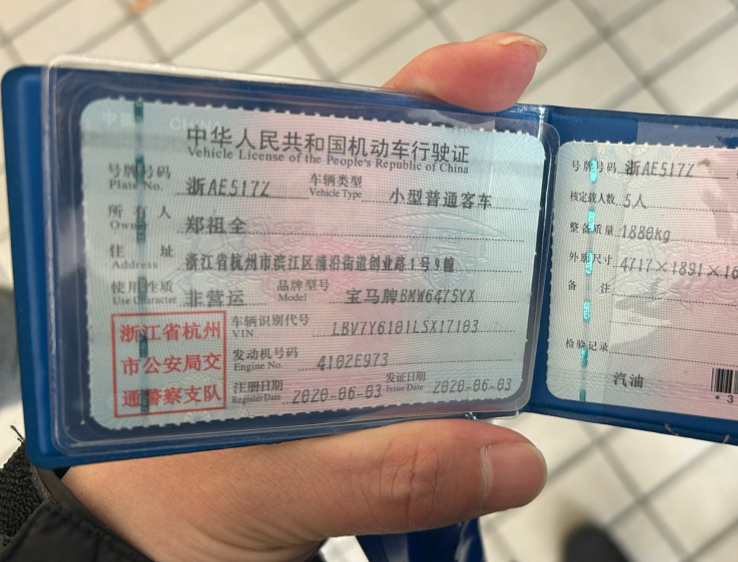 中华人民共和国机动车行驶证
Vehicle License of the People's Republic of China
号牌号码 浙AE517Z 车辆类型 小型普通客车
Plate No. Vehicle Type
所有人 郑祖全
Owner
住址 浙江省杭州市滨江区浦沿街道创业路1号9幢
Address
使用性质 非营运 品牌型号 宝马牌BMW6475YX
Use Character Model
浙江省杭州
市公安局交
通警察支队
车辆识别代号 LBV7Y6101LSX17103
VIN
发动机号码 4102E973
Engine No.
注册日期 2020-06-03 发证日期 2020-06-03
Register Date Issue Date
号牌号码 浙AE517Z
核定载人数 5人
整备质量 1880kg
外廓尺寸 4717×1891×16
备注
检验记录
汽油
*3